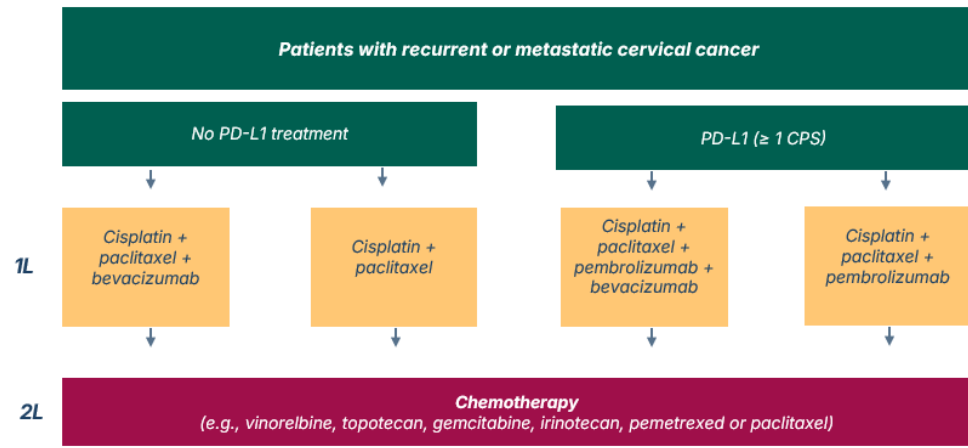 Patients with recurrent or metastatic cervical cancer
No PD-L1 treatment
PD-L1 (≥ 1 CPS)
1L
Cisplatin +
paclitaxel +
bevacizumab
Cisplatin +
paclitaxel
Cisplatin +
paclitaxel +
pembrolizumab +
bevacizumab
Cisplatin +
paclitaxel +
pembrolizumab
2L
Chemotherapy
(e.g., vinorelbine, topotecan, gemcitabine, irinotecan, pemetrexed or paclitaxel)